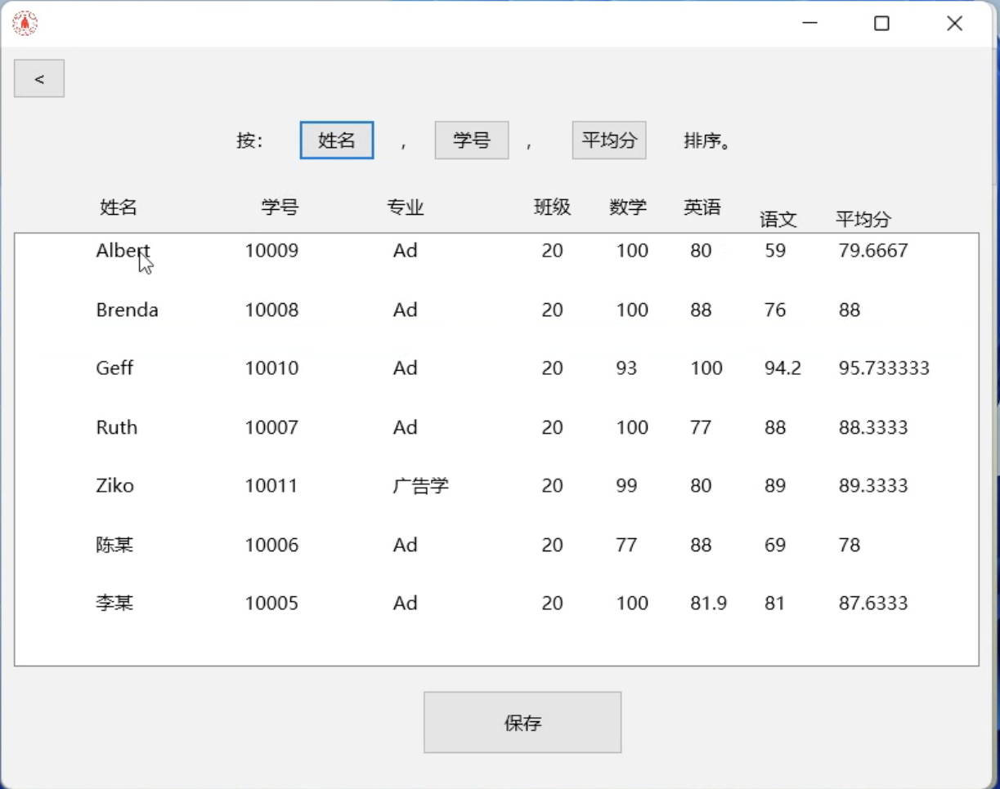 <
按： 姓名 ， 学号 ， 平均分 排序。
姓名 学号 专业 班级 数学 英语 语文 平均分
Albert 10009 Ad 20 100 80 59 79.6667
Brenda 10008 Ad 20 100 88 76 88
Geff 10010 Ad 20 93 100 94.2 95.733333
Ruth 10007 Ad 20 100 77 88 88.3333
Ziko 10011 广告学 20 99 80 89 89.3333
陈某 10006 Ad 20 77 88 69 78
李某 10005 Ad 20 100 81.9 81 87.6333
保存